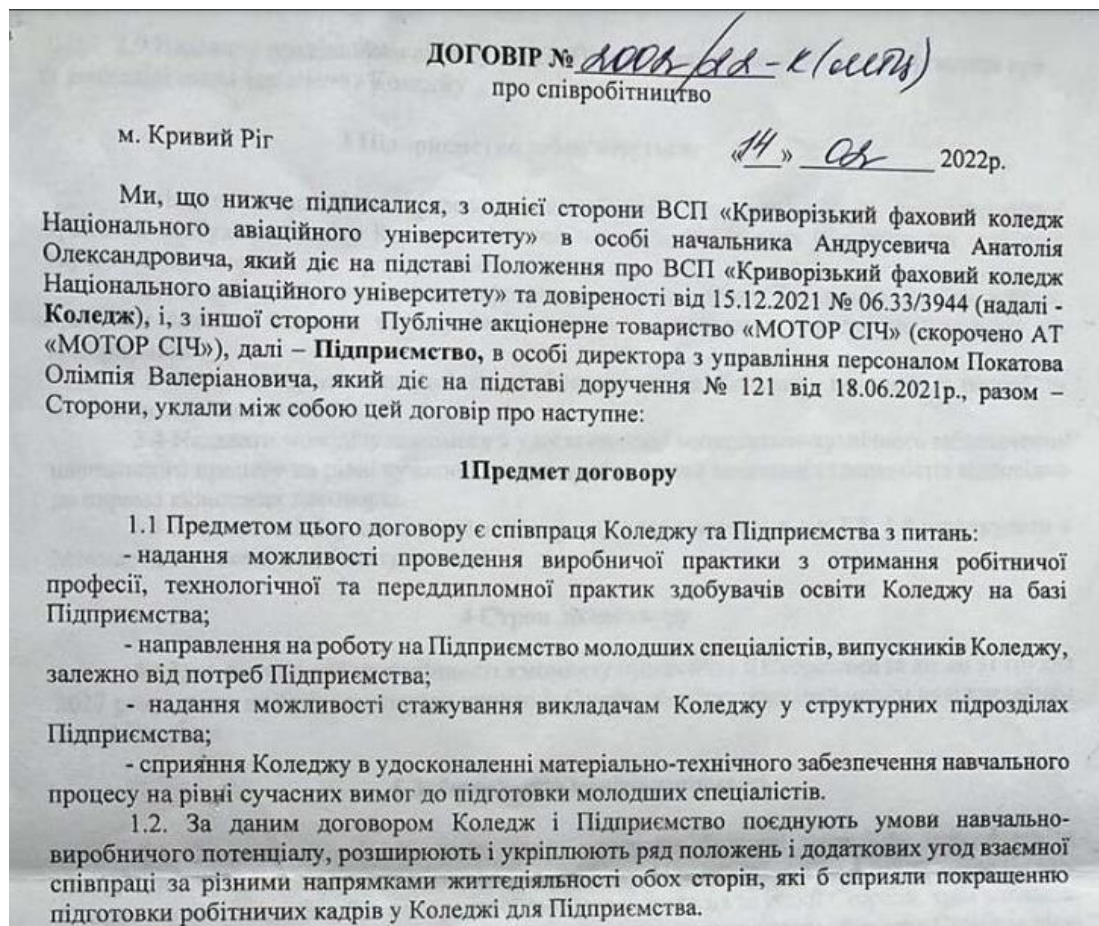 ДОГОВІР № 2002/22-К(МТЦ)
про співробітництво
м. Кривий Ріг
«14» 02 2022р.
Ми, що нижче підписалися, з однієї сторони ВСП «Криворізький фаховий коледж
Національного авіаційного університету» в особі начальника Андрусевича Анатолія
Олександровича, який діє на підставі Положення про ВСП «Криворізький фаховий коледж
Національного авіаційного університету» та довіреності від 15.12.2021 № 06.33/3944 (надалі -
Коледж), і, з іншої сторони Публічне акціонерне товариство «МОТОР СІЧ» (скорочено АТ
«МОТОР СІЧ»), далі – Підприємство, в особі директора з управління персоналом Покатова
Олімпія Валеріановича, який діє на підставі доручення № 121 від 18.06.2021р., разом –
Сторони, уклали між собою цей договір про наступне:
1Предмет договору
1.1 Предметом цього договору є співпраця Коледжу та Підприємства з питань:
- надання можливості проведення виробничої практики з отримання робітничої
професії, технологічної та переддипломної практик здобувачів освіти Коледжу на базі
Підприємства;
- направлення на роботу на Підприємство молодших спеціалістів, випускників Коледжу,
залежно від потреб Підприємства;
- надання можливості стажування викладачам Коледжу у структурних підрозділах
Підприємства;
- сприяння Коледжу в удосконаленні матеріально-технічного забезпечення навчального
процесу на рівні сучасних вимог до підготовки молодших спеціалістів.
1.2. За даним договором Коледж і Підприємство поєднують умови навчально-
виробничого потенціалу, розширюють і укріплюють ряд положень і додаткових угод взаємної
співпраці за різними напрямками життєдіяльності обох сторін, які б сприяли покращенню
підготовки робітничих кадрів у Коледжі для Підприємства.